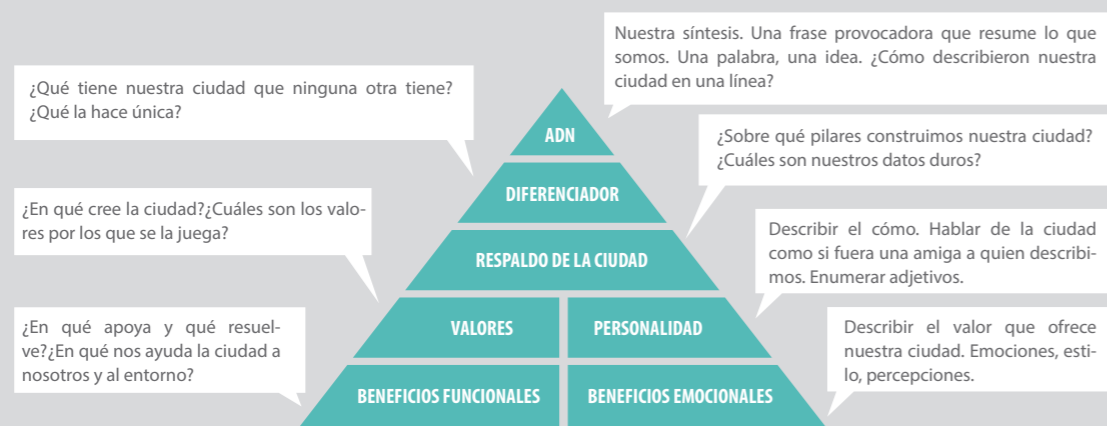 Nuestra síntesis. Una frase provocadora que resume lo que
somos. Una palabra, una idea. ¿Cómo describieron nuestra
ciudad en una línea?
¿Qué tiene nuestra ciudad que ninguna otra tiene?
¿Qué la hace única?
ADN
¿Sobre qué pilares construimos nuestra ciudad?
¿Cuáles son nuestros datos duros?
DIFERENCIADOR
¿En qué cree la ciudad?¿Cuáles son los valo-
res por los que se la juega?
RESPALDO DE LA CIUDAD
Describir el cómo. Hablar de la ciudad
como si fuera una amiga a quien describi-
mos. Enumerar adjetivos.
VALORES
PERSONALIDAD
¿En qué apoya y qué resuel-
ve?¿En qué nos ayuda la ciudad a
nosotros y al entorno?
Describir el valor que ofrece
nuestra ciudad. Emociones, esti-
lo, percepciones.
BENEFICIOS FUNCIONALES
BENEFICIOS EMOCIONALES